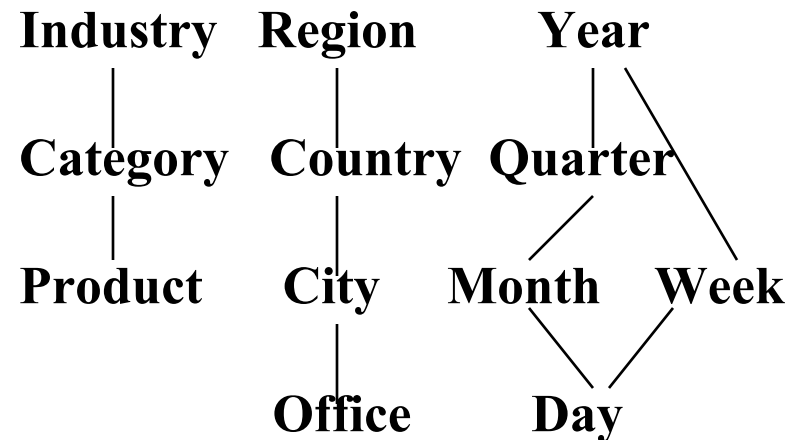 Industry Region Year
Category Country Quarter
Product City Month Week
Office Day